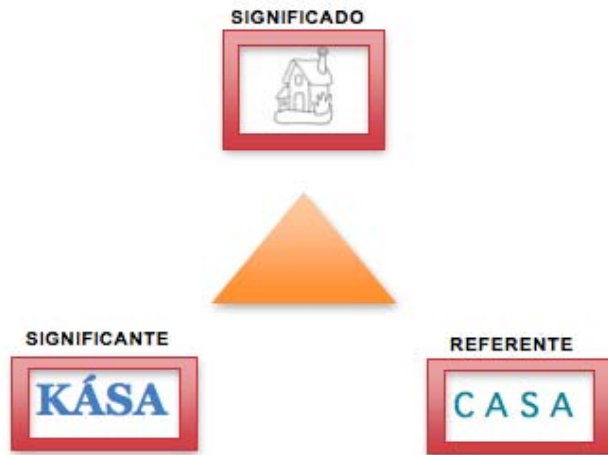 SIGNIFICADO
SIGNIFICANTE
KÁSA
REFERENTE
CASA